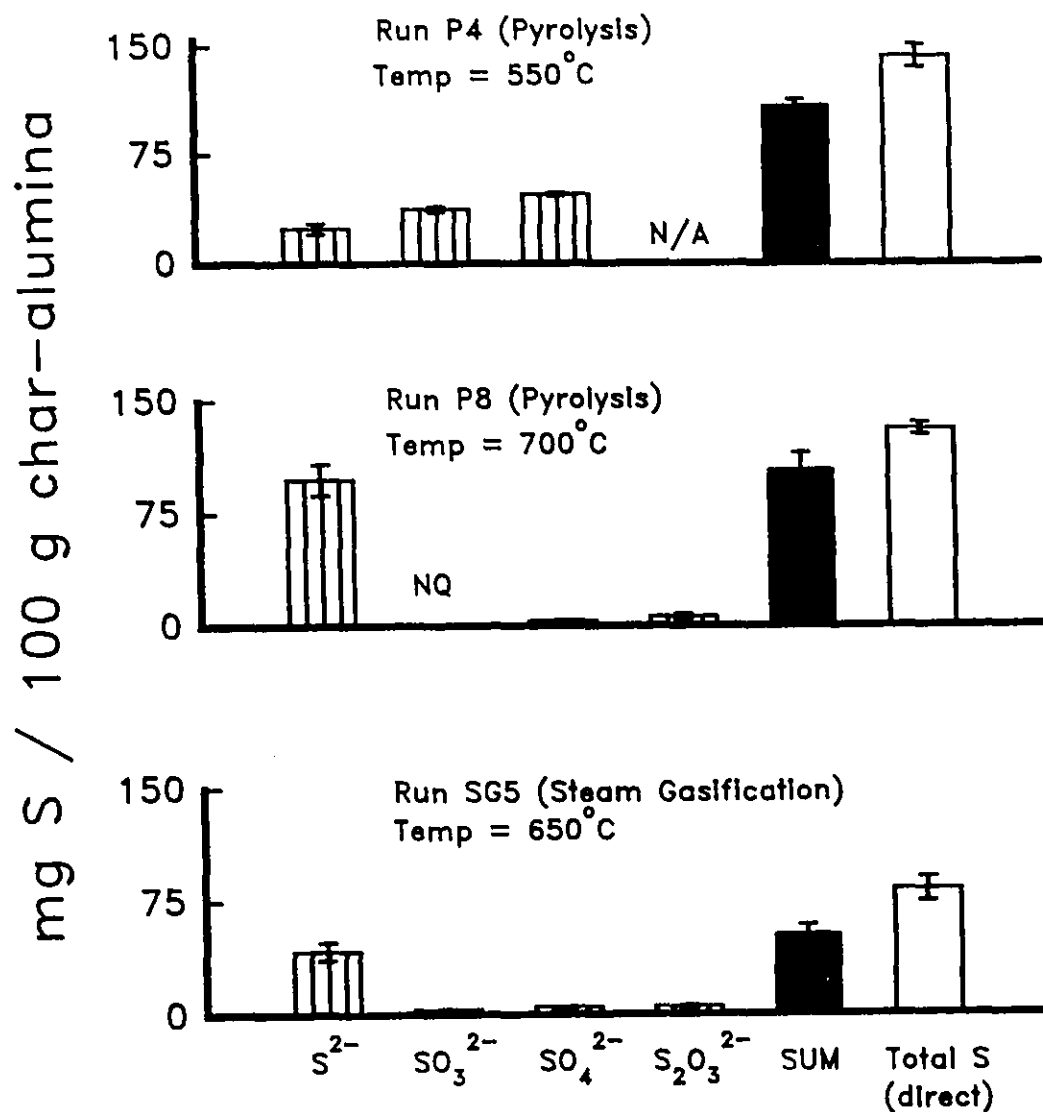 mg S / 100 g char-alumina
Run P4 (Pyrolysis)
Temp = 550°C
150
75
0
N/A
Run P8 (Pyrolysis)
Temp = 700°C
150
75
0
NQ
Run SG5 (Steam Gasification)
Temp = 650°C
150
75
0
S²⁻ SO₃²⁻ SO₄²⁻ S₂O₃²⁻ SUM Total S
(direct)